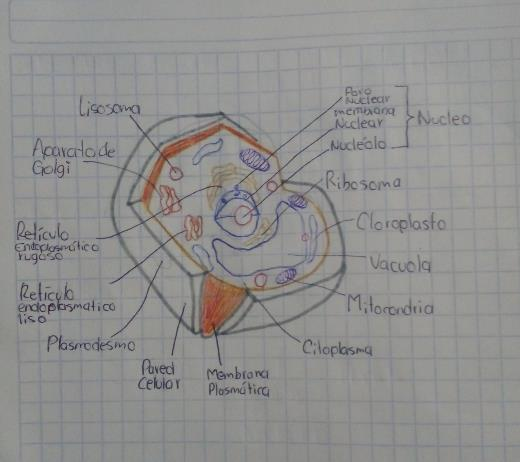 Lisosoma
Aparato de
Golgi
Retículo
Endoplasmático
rugoso
Retículo
endoplasmatico
liso
Plasmodesmo
Pared
Celular
Membrana
Plasmática
Poro
Nuclear
membrana
Nuclear
Nucléolo
Nucleo
Ribosoma
Cloroplasto
Vacuola
Mitocondria
Citoplasma